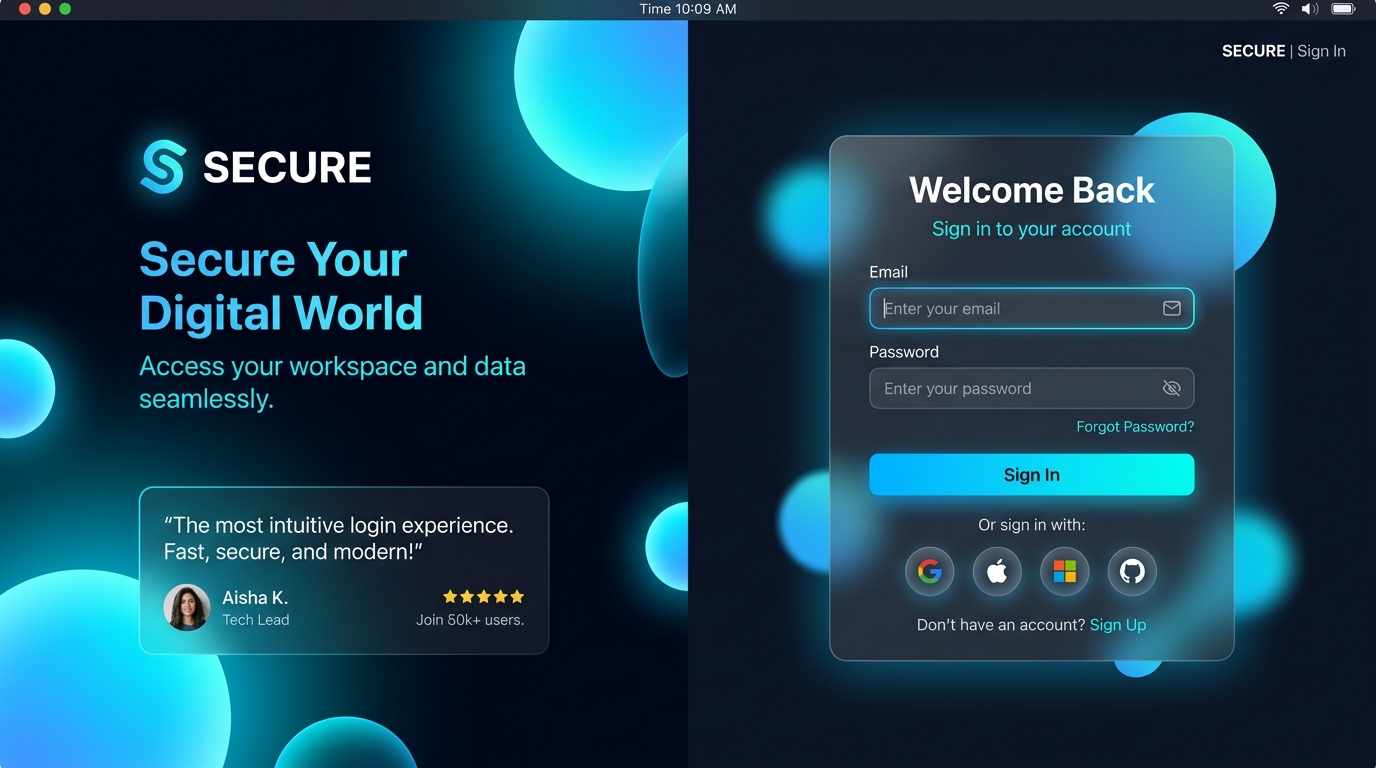 Time 10:09 AM
SECURE
Secure Your
Digital World
Access your workspace and data
seamlessly.
“The most intuitive login experience.
Fast, secure, and modern!”
Aisha K.
Tech Lead
Join 50k+ users.
SECURE | Sign In
Welcome Back
Sign in to your account
Email
Enter your email
Password
Enter your password
Forgot Password?
Sign In
Or sign in with:
Don't have an account? Sign Up